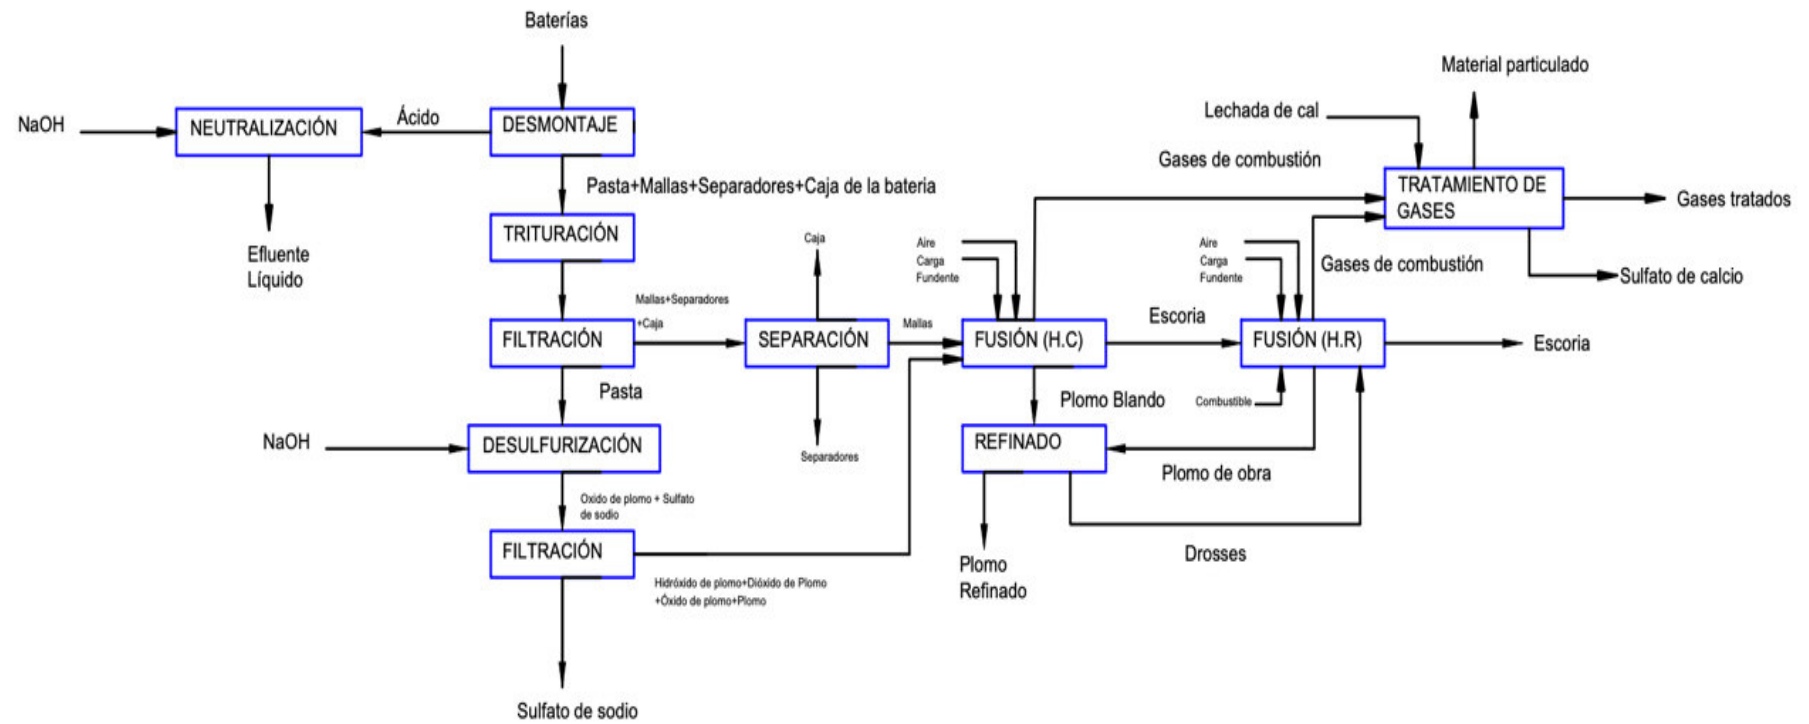 Baterías
NaOH
NEUTRALIZACIÓN
Ácido
DESMONTAJE
Efluente
Líquido
Pasta+Mallas+Separadores+Caja de la bateria
TRITURACIÓN
Mallas+Separadores
+Caja
FILTRACIÓN
Pasta
Caja
SEPARACIÓN
Separadores
Mallas
NaOH
DESULFURIZACIÓN
Oxido de plomo + Sulfato
de sodio
FILTRACIÓN
Hidróxido de plomo+Dióxido de Plomo
+Óxido de plomo+Plomo
Sulfato de sodio
Aire
Carga
Fundente
FUSIÓN (H.C)
Escoria
Plomo Blando
REFINADO
Plomo
Refinado
Aire
Carga
Fundente
FUSIÓN (H.R)
Combustible
Escoria
Plomo de obra
Drosses
Gases de combustión
Gases de combustión
Lechada de cal
Material particulado
TRATAMIENTO DE
GASES
Gases tratados
Sulfato de calcio